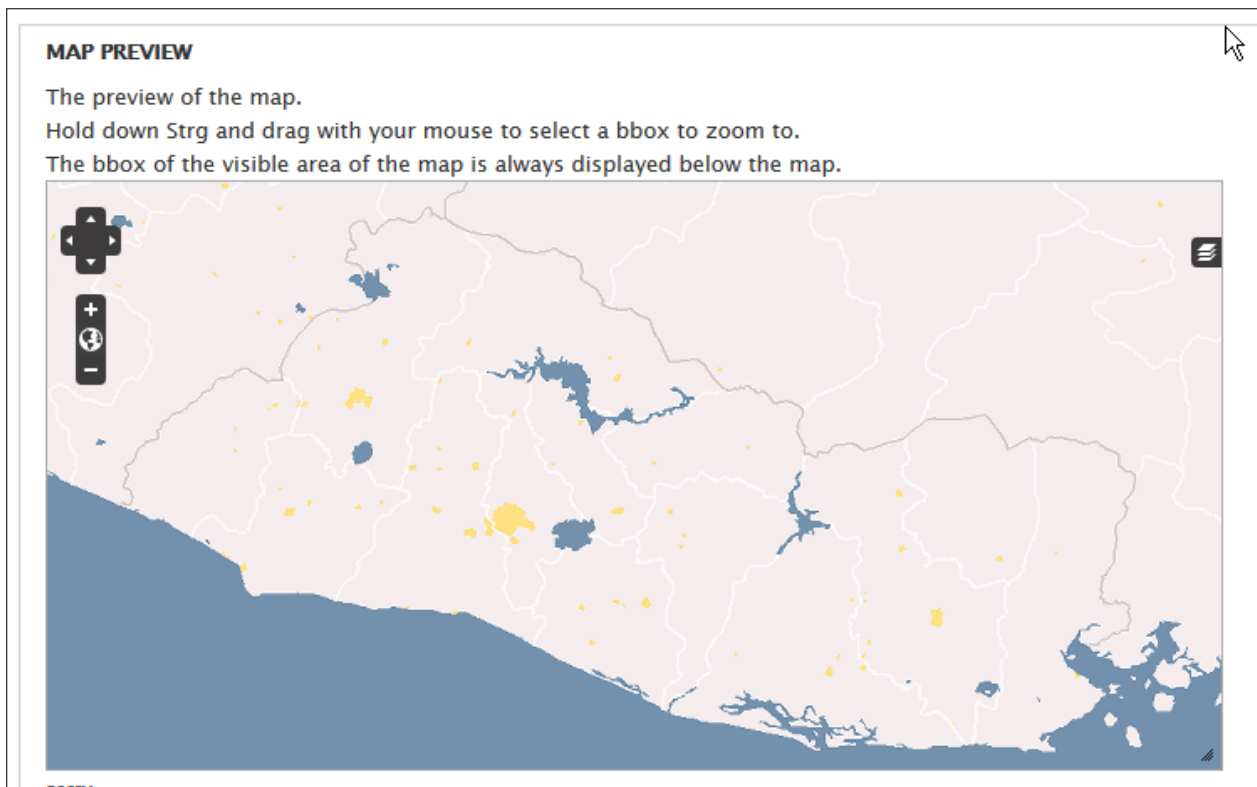 MAP PREVIEW
The preview of the map.
Hold down Strg and drag with your mouse to select a bbox to zoom to.
The bbox of the visible area of the map is always displayed below the map.